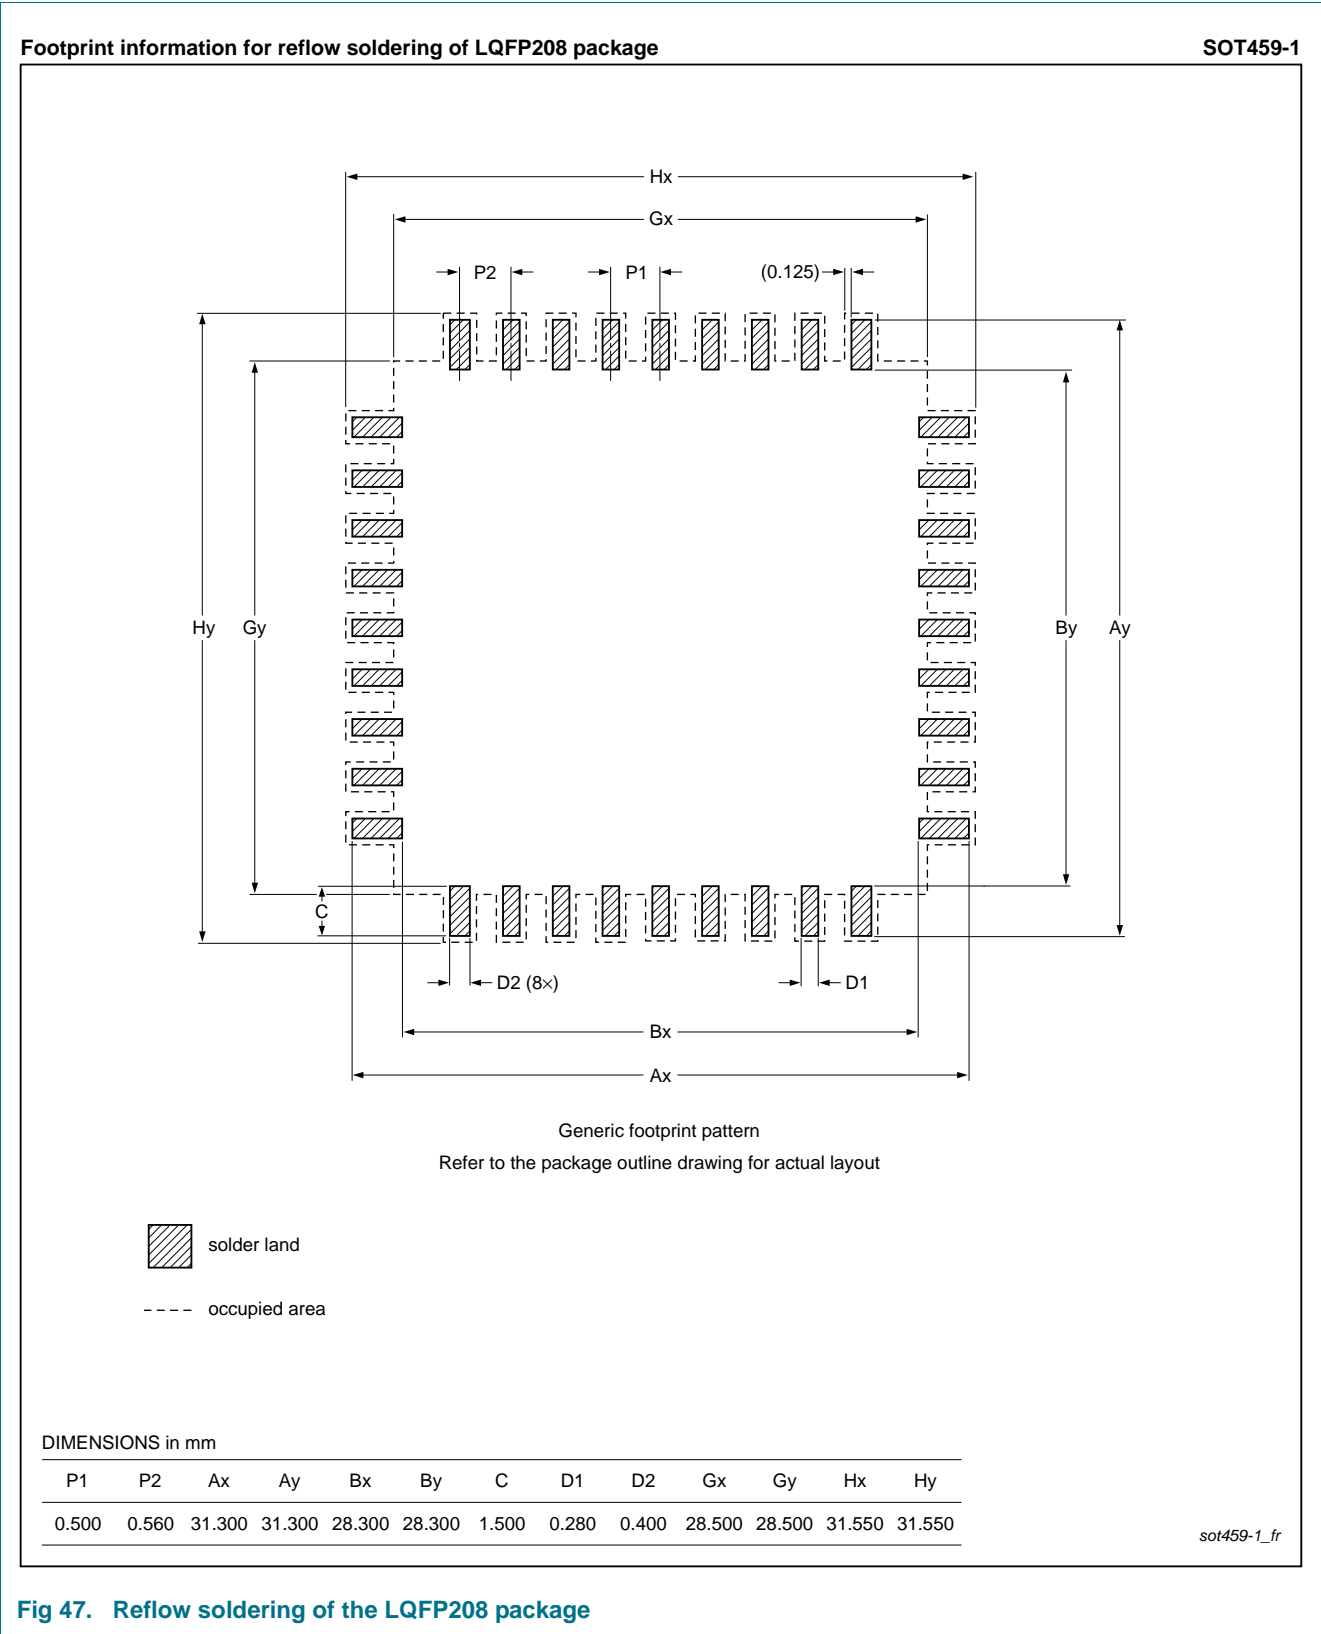 Footprint information for reflow soldering of LQFP208 package SOT459-1
Hx
Gx
P2 P1 (0.125)
Hy Gy By Ay
C
D2 (8×) D1
Bx
Ax
Generic footprint pattern
Refer to the package outline drawing for actual layout
solder land
occupied area
DIMENSIONS in mm
P1 P2 Ax Ay Bx By C D1 D2 Gx Gy Hx Hy
0.500 0.560 31.300 31.300 28.300 28.300 1.500 0.280 0.400 28.500 28.500 31.550 31.550
sot459-1_fr
Fig 47. Reflow soldering of the LQFP208 package